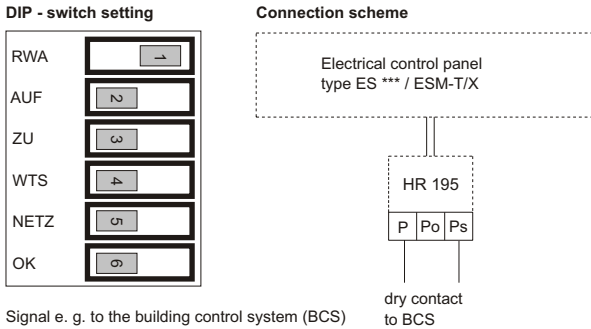 DIP - switch setting
RWA 1
AUF 2
ZU 3
WTS 4
NETZ 5
OK 6
Signal e. g. to the building control system (BCS)
Connection scheme
Electrical control panel
type ES *** / ESM-T/X
HR 195
P Po Ps
dry contact
to BCS